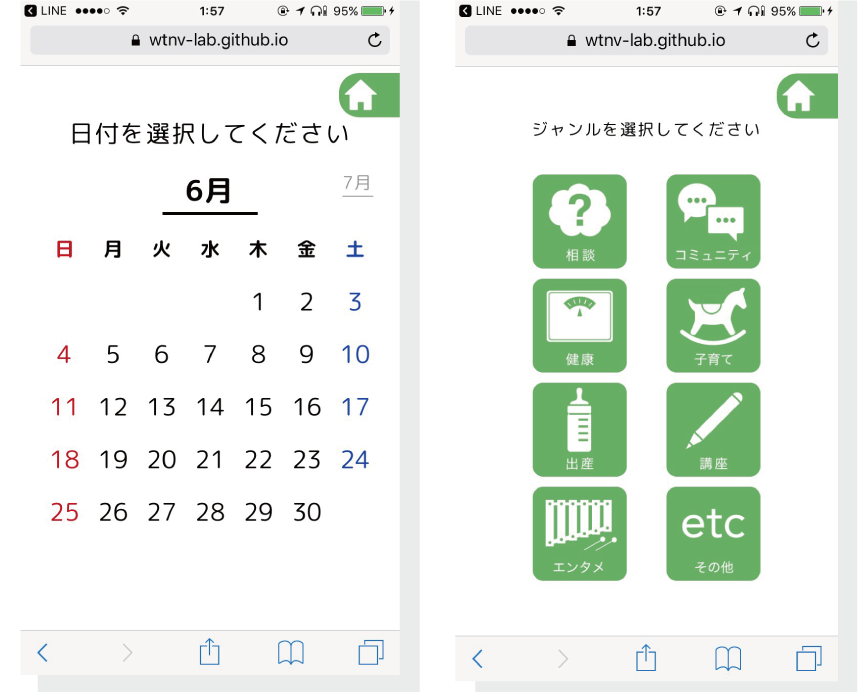 LINE 1:57 95%
wtnv-lab.github.io
日付を選択してください
6月 7月
日 月 火 水 木 金 土
1 2 3
4 5 6 7 8 9 10
11 12 13 14 15 16 17
18 19 20 21 22 23 24
25 26 27 28 29 30
LINE 1:57 95%
wtnv-lab.github.io
ジャンルを選択してください
?
相談 コミュニティ
健康 子育て
出産 講座
etc
エンタメ その他